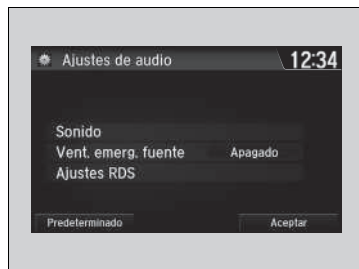 Ajustes de audio 12:34
Sonido
Vent. emerg. fuente Apagado
Ajustes RDS
Predeterminado Aceptar